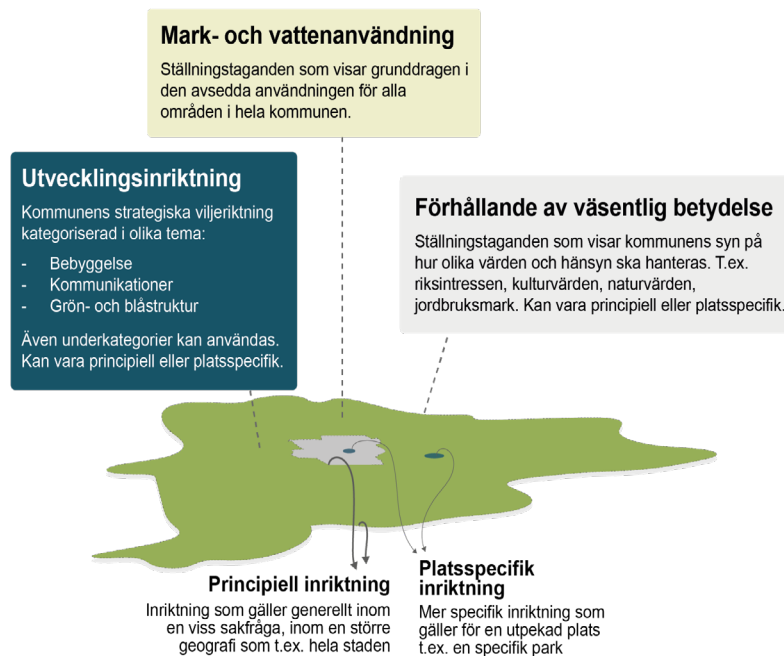 Mark- och vattenanvändning
Ställningstaganden som visar grunddragen i
den avsedda användningen för alla
områden i hela kommunen.
Utvecklingsinriktning
Kommunens strategiska viljeriktning
kategoriserad i olika tema:
- Bebyggelse
- Kommunikationer
- Grön- och blåstruktur
Även underkategorier kan användas.
Kan vara principiell eller platsspecifik.
Förhållande av väsentlig betydelse
Ställningstaganden som visar kommunens syn på
hur olika värden och hänsyn ska hanteras. T.ex.
riksintressen, kulturvärden, naturvärden,
jordbruksmark. Kan vara principiell eller platsspecifik.
Principiell inriktning
Inriktning som gäller generellt inom
en viss sakfråga, inom en större
geografi som t.ex. hela staden
Platsspecifik
inriktning
Mer specifik inriktning som
gäller för en utpekad plats
t.ex. en specifik park